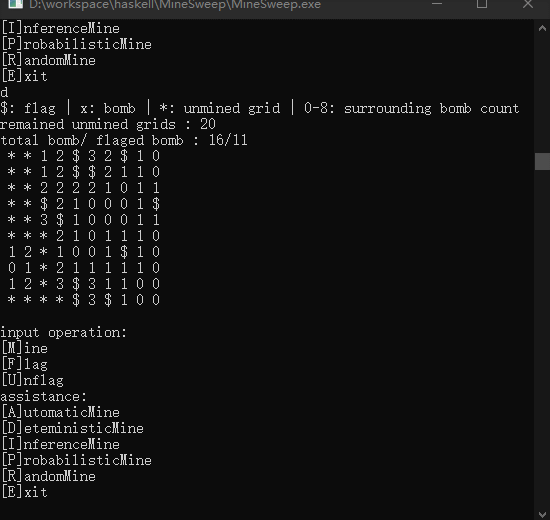 D:\workspace\haskell\MineSweep\MineSweep.exe
[I]nferenceMine
[P]robabilisticMine
[R]andomMine
[E]xit
d
$: flag | x: bomb | *: unmined grid | 0-8: surrounding bomb count
remained unmined grids : 20
total bomb/ flaged bomb : 16/11
* * 1 2 $ 3 2 $ 1 0
* * 1 2 $ $ 2 1 1 0
* * 2 2 2 2 1 0 1 1
* * $ 2 1 0 0 0 1 $
* * 3 $ 1 0 0 0 1 1
* * * 2 1 0 1 1 1 0
1 2 * 1 0 0 1 $ 1 0
0 1 * 2 1 1 1 1 1 0
1 2 * 3 $ 3 1 1 0 0
* * * * $ 3 $ 1 0 0
input operation:
[M]ine
[F]lag
[U]nflag
assistance:
[A]utomaticMine
[D]eteministicMine
[I]nferenceMine
[P]robabilisticMine
[R]andomMine
[E]xit